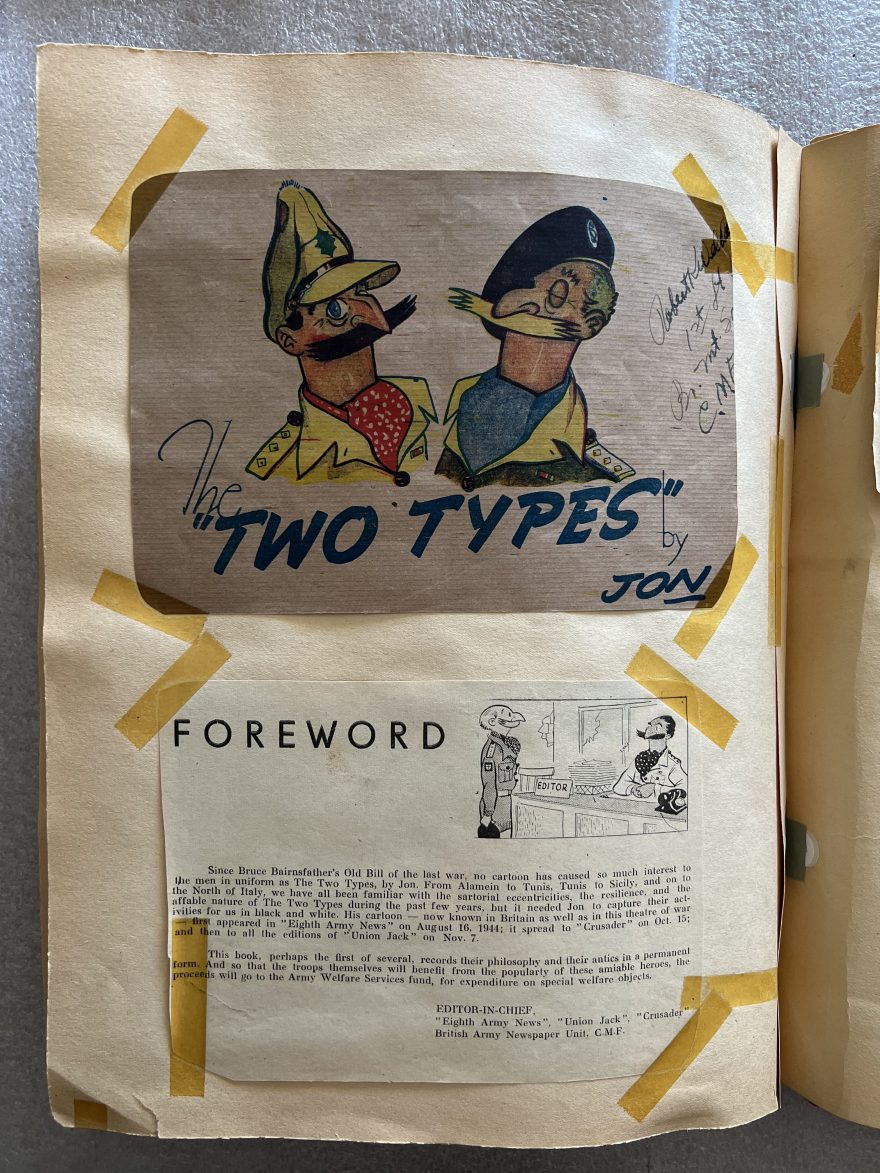 The
"TWO TYPES"
by
JON
Robert
1st
Br.
C.M.F
FOREWORD
EDITOR
Since Bruce Bairnsfather's Old Bill of the last war, no cartoon has caused so much interest to
the men in uniform as The Two Types, by Jon. From Alamein to Tunis, Tunis to Sicily, and on to
the North of Italy, we have all been familiar with the sartorial eccentricities, the resilience, and the
affable nature of The Two Types during the past few years, but it needed Jon to capture their act-
ivities for us in black and white. His cartoon — now known in Britain as well as in this theatre of war
— first appeared in "Eighth Army News" on August 16, 1944; it spread to "Crusader" on Oct. 15;
and then to all the editions of "Union Jack" on Nov. 7.
This book, perhaps the first of several, records their philosophy and their antics in a permanent
form. And so that the troops themselves will benefit from the popularty of these amiable heroes, the
proceeds will go to the Army Welfare Services fund, for expenditure on special welfare objects.
EDITOR-IN-CHIEF,
"Eighth Army News", "Union Jack", "Crusader"
British Army Newspaper Unit, C.M.F.